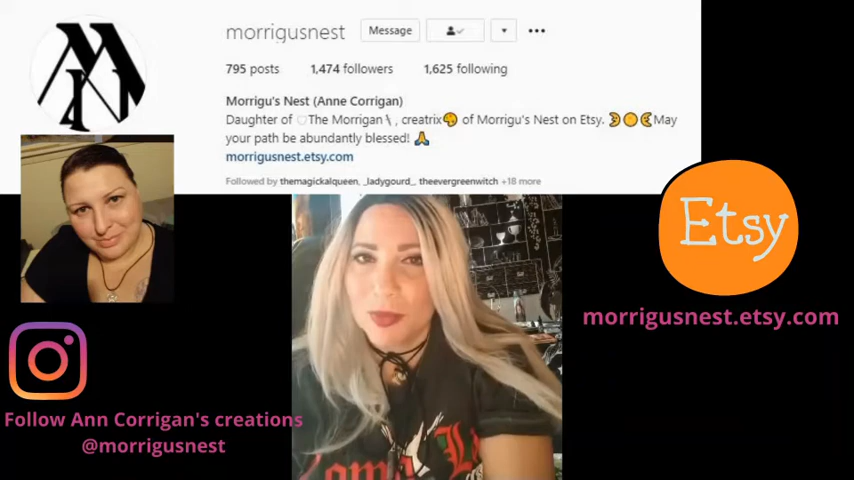 morrigusnest
Message
795 posts 1,474 followers 1,625 following
Morrigu's Nest (Anne Corrigan)
Daughter of The Morrigan, creatrix of Morrigu's Nest on Etsy. May
your path be abundantly blessed!
morrigusnest.etsy.com
Followed by themagickalqueen, _ladygourd_, theevergreenwitch +18 more
MN
Etsy
morrigusnest.etsy.com
Follow Ann Corrigan's creations
@morrigusnest